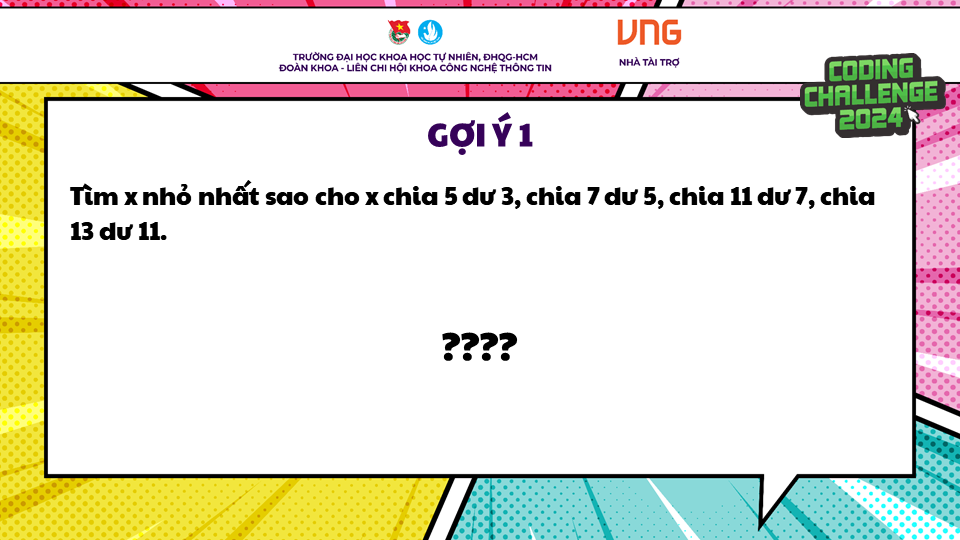 TRƯỜNG ĐẠI HỌC KHOA HỌC TỰ NHIÊN, ĐHQG-HCM
ĐOÀN KHOA - LIÊN CHI HỘI KHOA CÔNG NGHỆ THÔNG TIN
VNG
NHÀ TÀI TRỢ
CODING
CHALLENGE
2024
GỢI Ý 1
Tìm x nhỏ nhất sao cho x chia 5 dư 3, chia 7 dư 5, chia 11 dư 7, chia
13 dư 11.
????